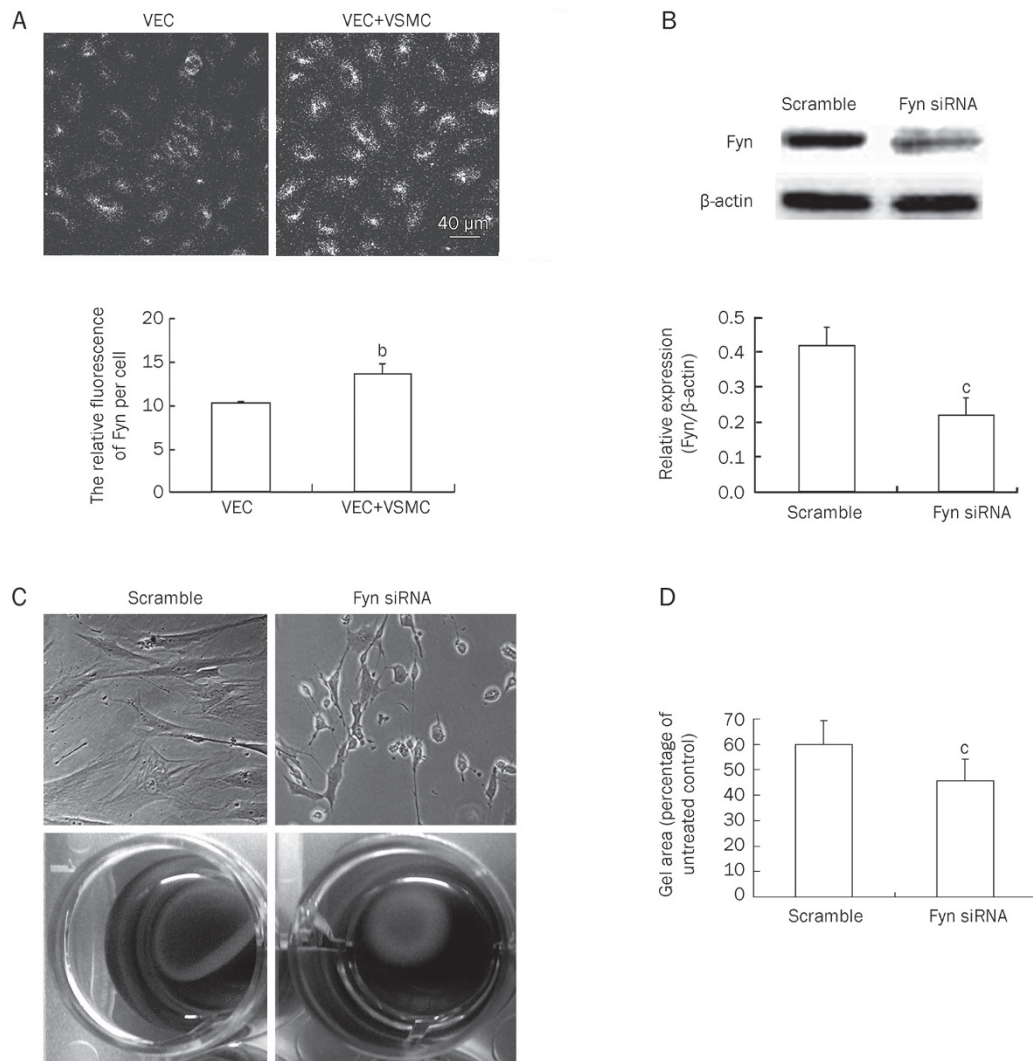 A
VEC
VEC+VSMC
40 μm
The relative fluorescence
of Fyn per cell
20
15
10
5
0
b
VEC
VEC+VSMC
B
Scramble
Fyn siRNA
Fyn
β-actin
Relative expression
(Fyn/β-actin)
0.5
0.4
0.3
0.2
0.1
0.0
c
Scramble
Fyn siRNA
C
Scramble
Fyn siRNA
D
Gel area (percentage of
untreated control)
70
60
50
40
30
20
10
0
c
Scramble
Fyn siRNA